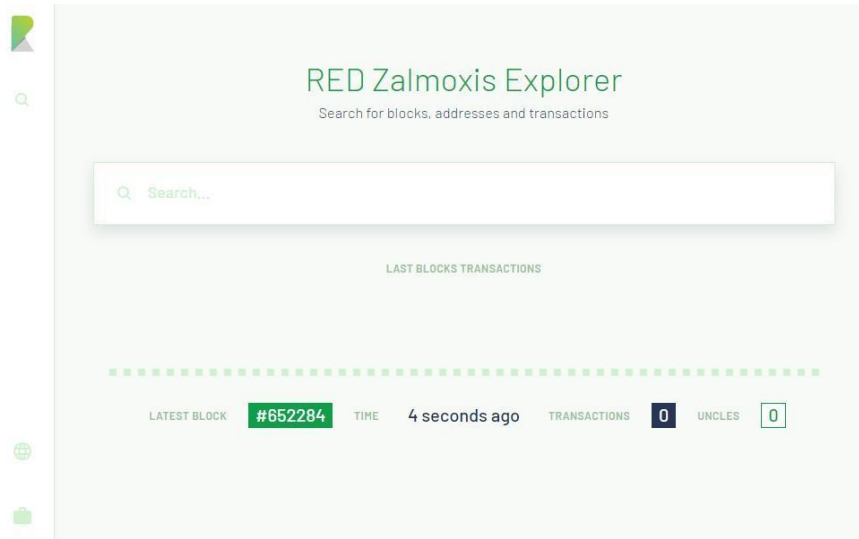 RED Zalmoxis Explorer
Search for blocks, addresses and transactions
Search...
LAST BLOCKS TRANSACTIONS
LATEST BLOCK #652284 TIME 4 seconds ago TRANSACTIONS 0 UNCLES 0